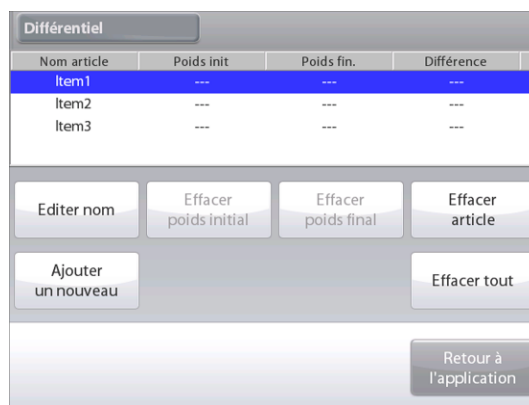 Différentiel
Nom article Poids init Poids fin. Différence
Item1 --- --- ---
Item2 --- --- ---
Item3 --- --- ---
Editer nom
Effacer
poids initial
Effacer
poids final
Effacer
article
Ajouter
un nouveau
Effacer tout
Retour à
l'application